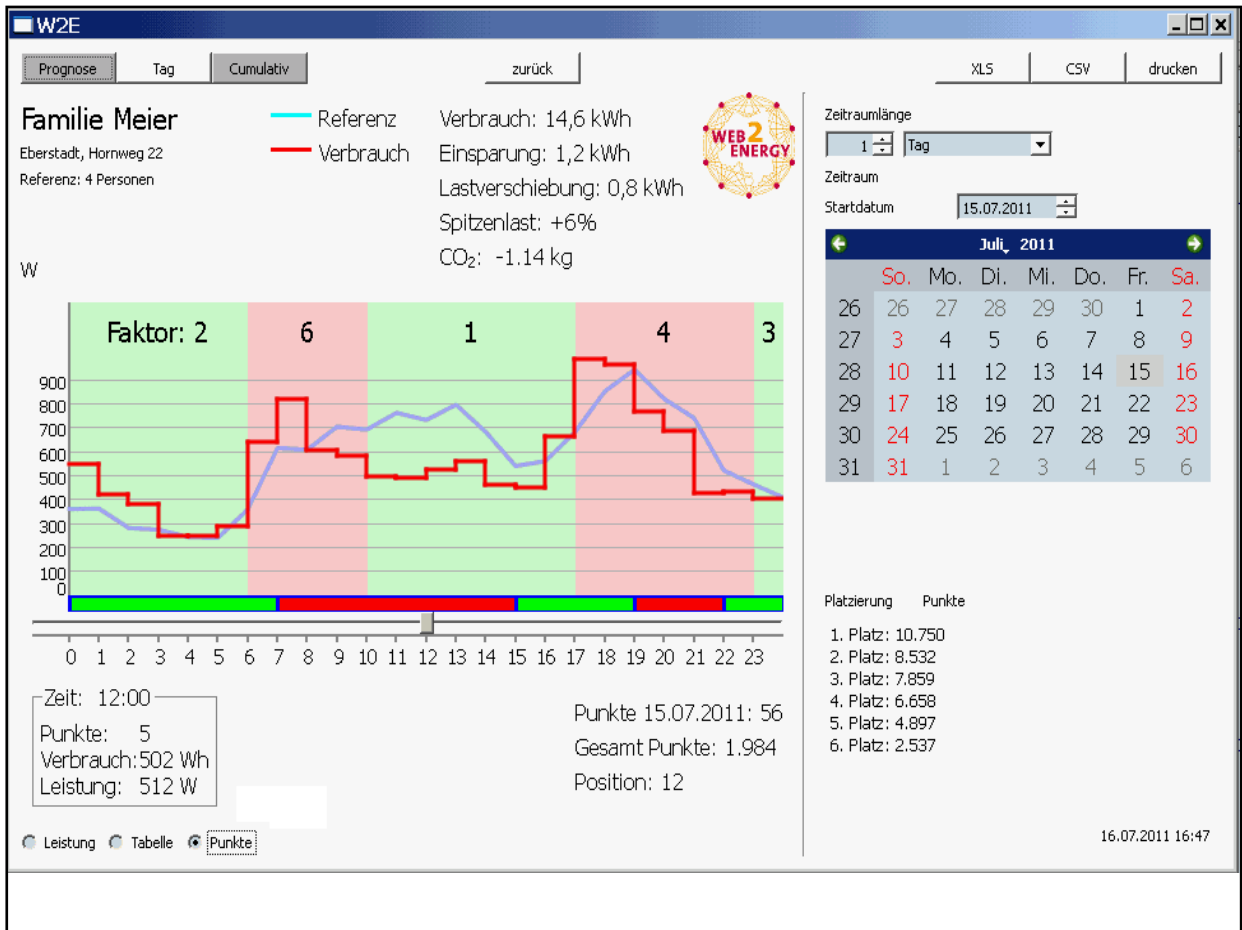 W2E
Prognose Tag Cumulativ zurück XLS CSV drucken
Familie Meier
Eberstadt, Hornweg 22
Referenz: 4 Personen
Referenz
Verbrauch
Verbrauch: 14,6 kWh
Einsparung: 1,2 kWh
Lastverschiebung: 0,8 kWh
Spitzenlast: +6%
CO₂: -1.14 kg
WEB2
ENERGY
W
Faktor: 2 6 1 4 3
900
800
700
600
500
400
300
200
100
0
0 1 2 3 4 5 6 7 8 9 10 11 12 13 14 15 16 17 18 19 20 21 22 23
Zeit: 12:00
Punkte: 5
Verbrauch: 502 Wh
Leistung: 512 W
Punkte 15.07.2011: 56
Gesamt Punkte: 1.984
Position: 12
Leistung Tabelle Punkte
Zeitraumlänge
1 Tag
Zeitraum
Startdatum 15.07.2011
Juli, 2011
So. Mo. Di. Mi. Do. Fr. Sa.
26 26 27 28 29 30 1 2
27 3 4 5 6 7 8 9
28 10 11 12 13 14 15 16
29 17 18 19 20 21 22 23
30 24 25 26 27 28 29 30
31 31 1 2 3 4 5 6
Platzierung Punkte
1. Platz: 10.750
2. Platz: 8.532
3. Platz: 7.859
4. Platz: 6.658
5. Platz: 4.897
6. Platz: 2.537
16.07.2011 16:47